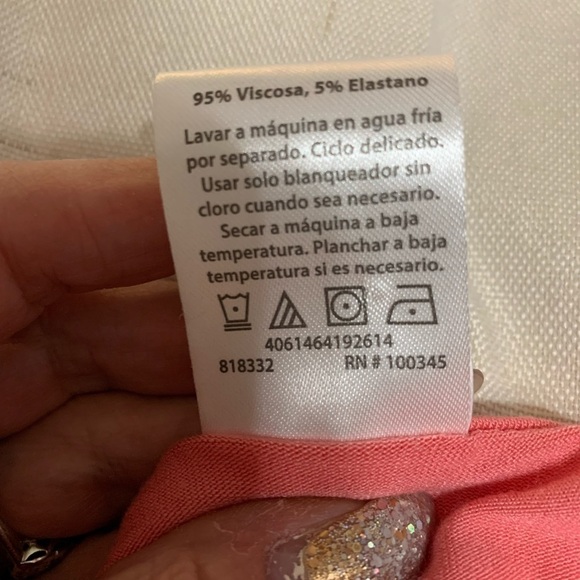 95% Viscosa, 5% Elastano
Lavar a máquina en agua fría
por separado. Ciclo delicado.
Usar solo blanqueador sin
cloro cuando sea necesario.
Secar a máquina a baja
temperatura. Planchar a baja
temperatura si es necesario.
4061464192614
818332 RN # 100345